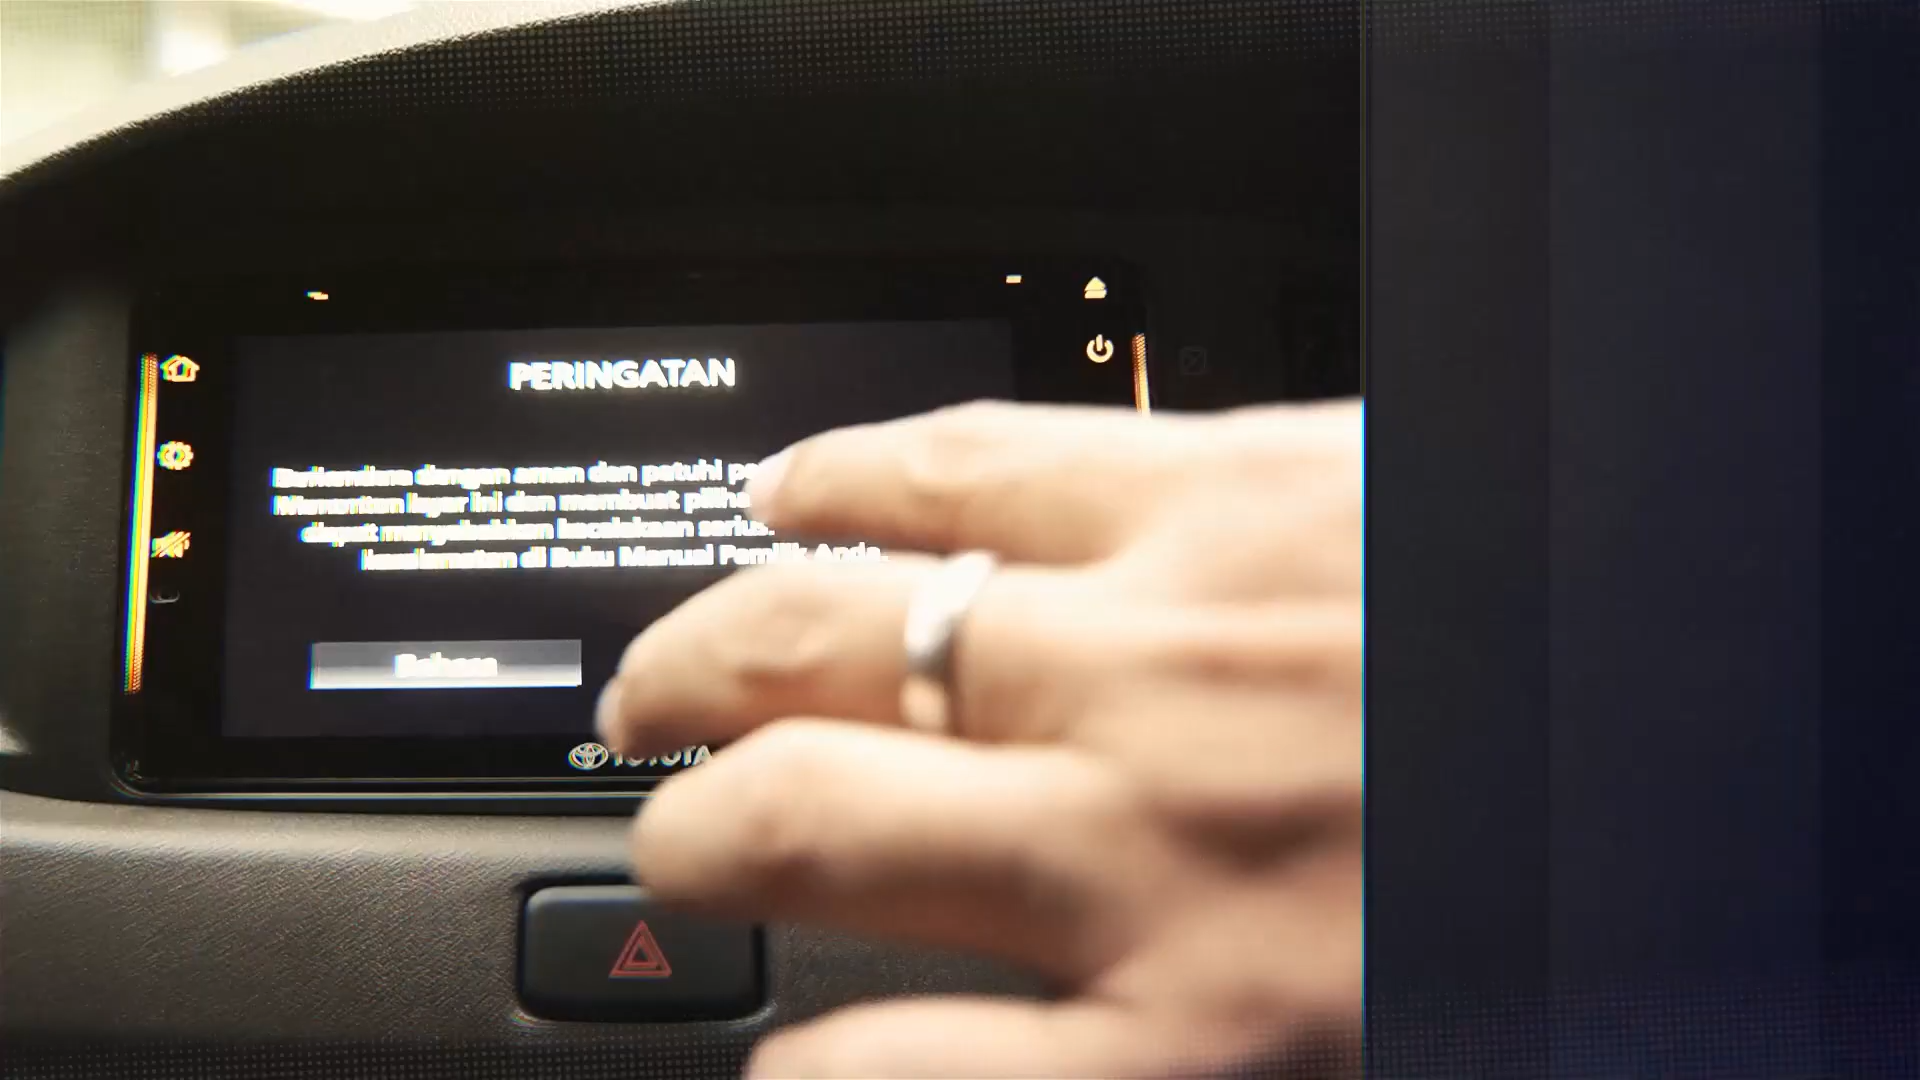 PERINGATAN
Berkendara dengan aman dan patuhi
layar ini dan membuat
dapat menyebabkan kecelakaan serius.
keselamatan di Buku Manual Pemilik Anda.
Bahasa
TOYOTA